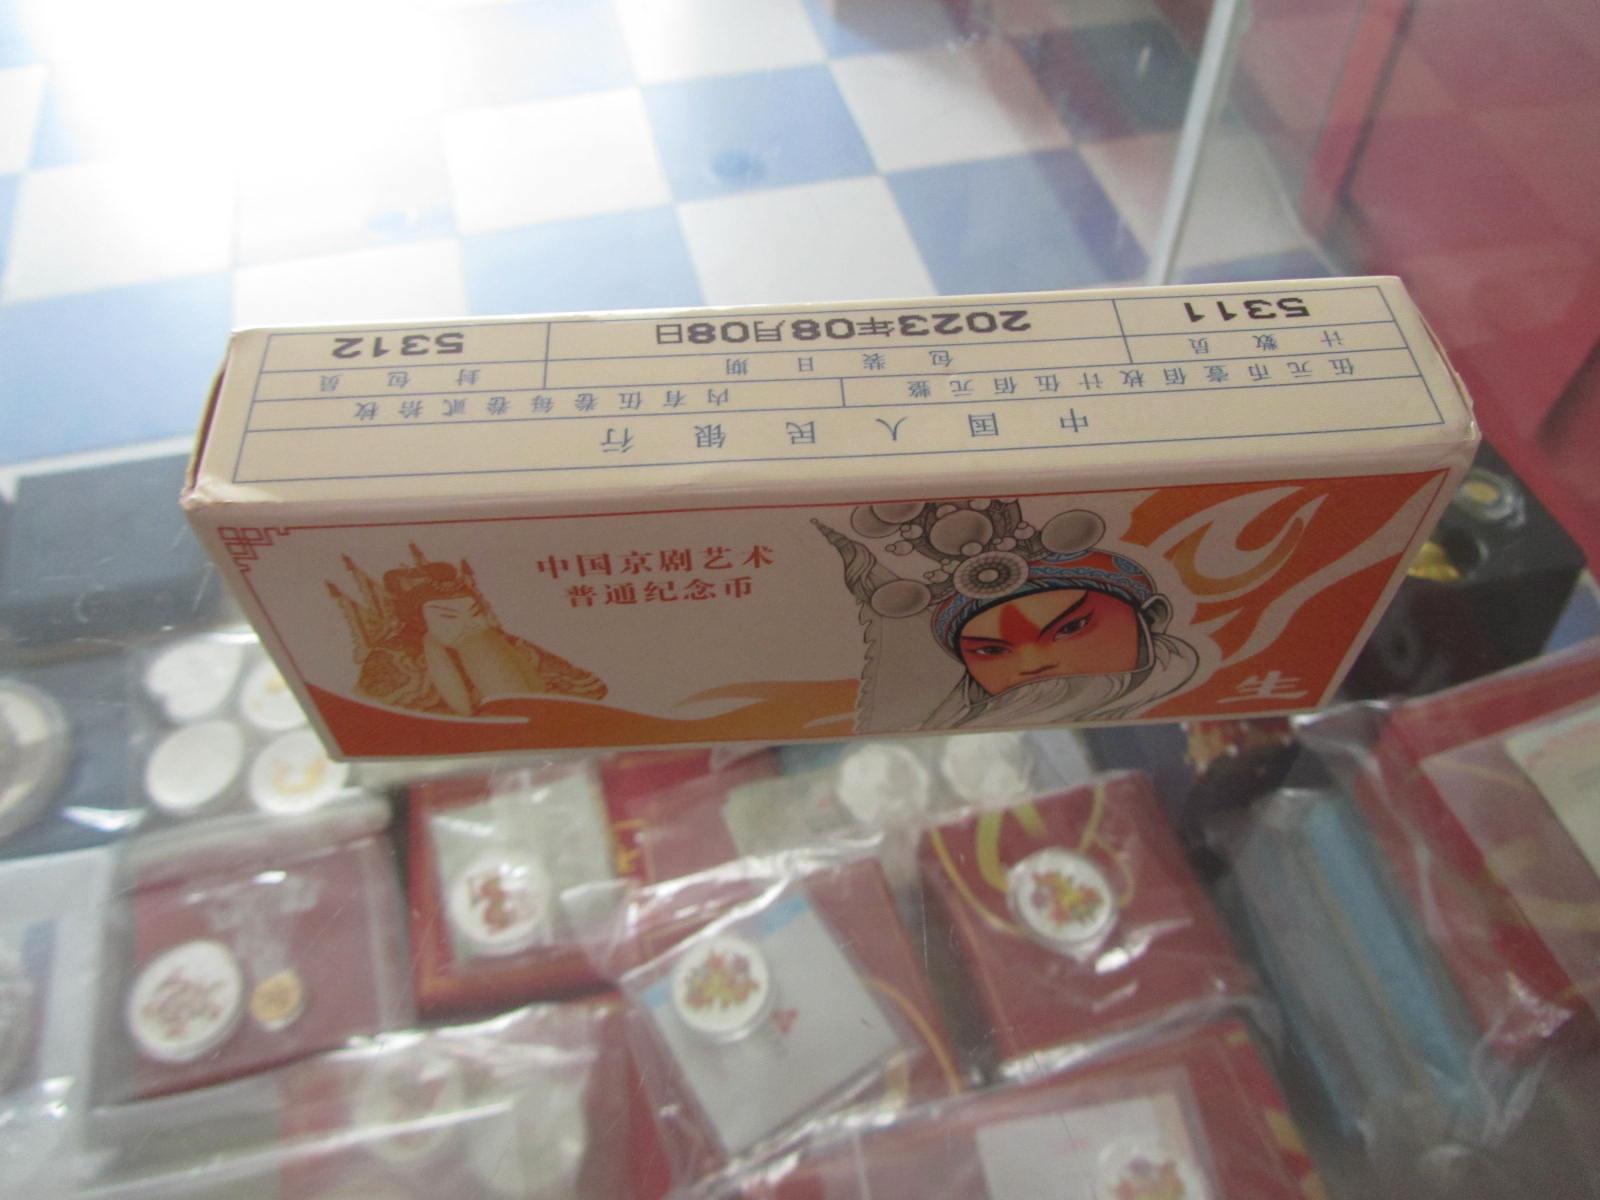 中国人民银行
伍元币壹佰枚计伍佰元整 内有伍卷每卷贰拾枚
计数员 包装日期 封包员
5311 2023年08月08日 5312
中国京剧艺术
普通纪念币
生